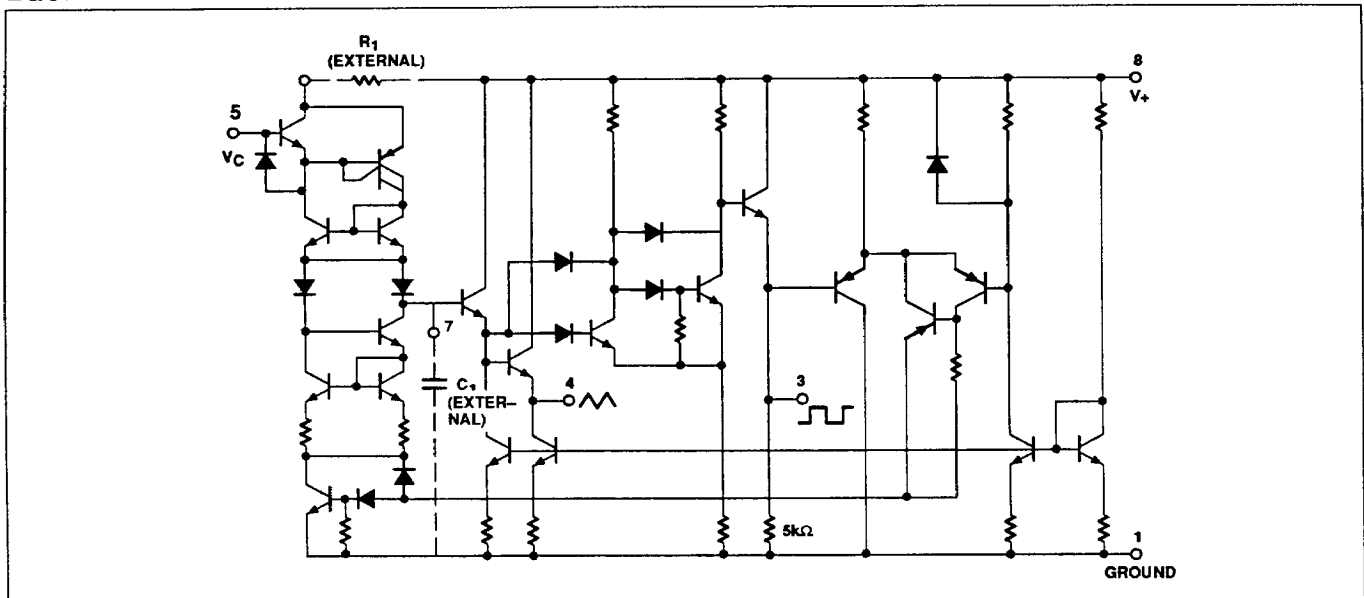 R1
(EXTERNAL)
8
V+
5
VC
7
C1
(EXTER–
NAL)
4
3
5kΩ
1
GROUND